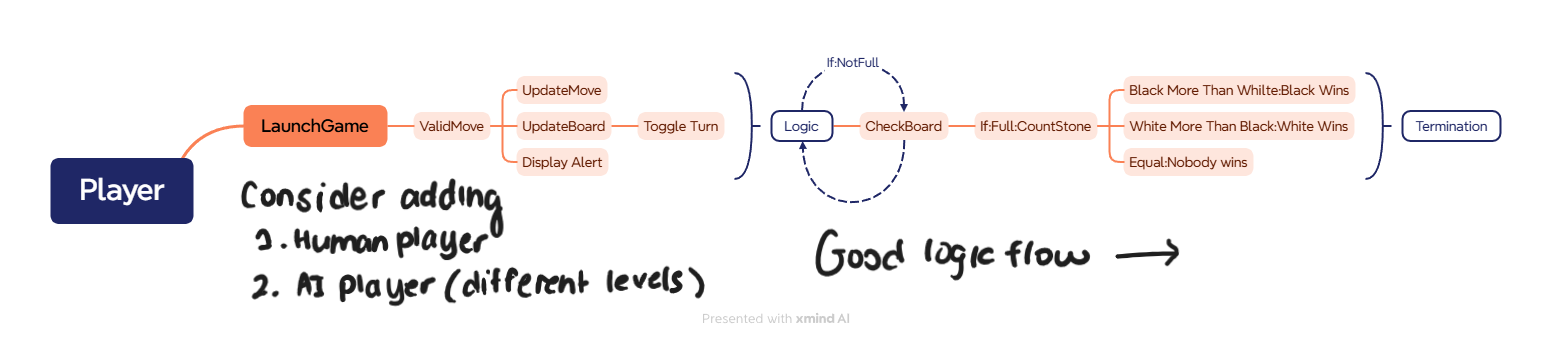 If:NotFull
UpdateMove
Black More Than Whilte:Black Wins
LaunchGame
ValidMove
UpdateBoard
Toggle Turn
Logic
CheckBoard
If:Full:CountStone
White More Than Black:White Wins
Termination
Display Alert
Equal:Nobody wins
Player
Consider adding
1. Human player
2. AI player (different levels)
Good logic flow →
Presented with xmind AI